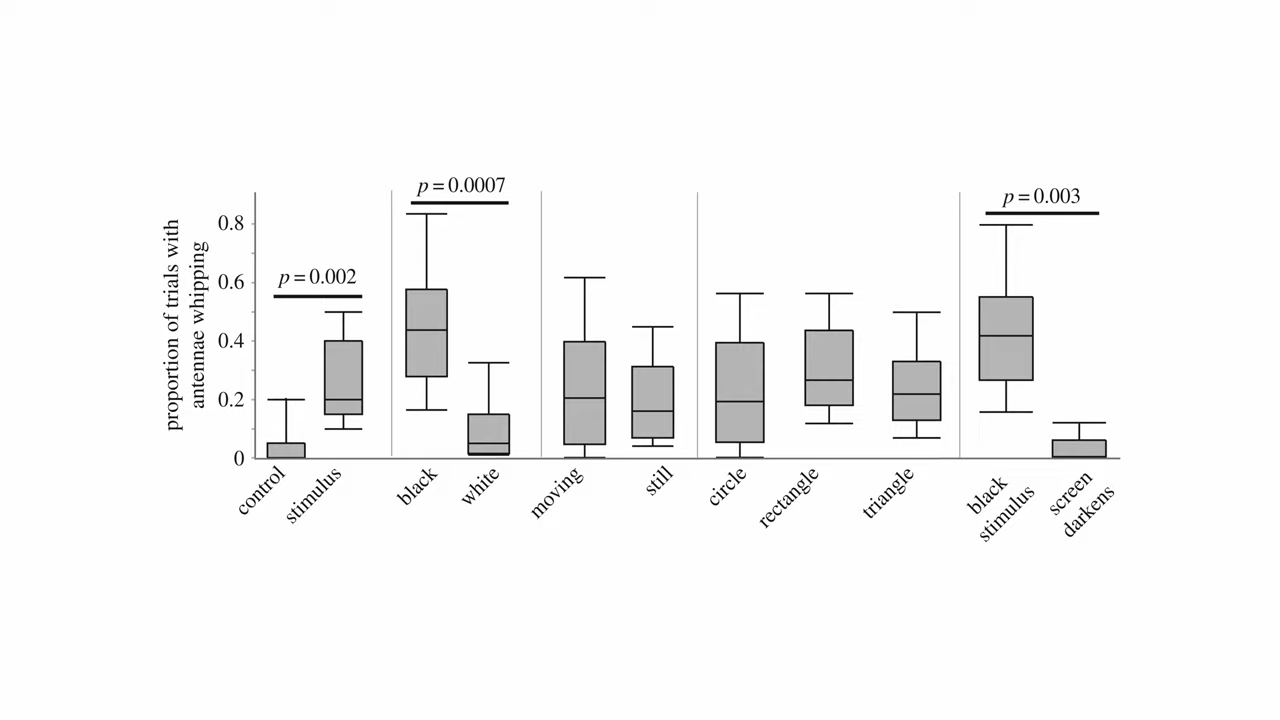 proportion of trials with
antennae whipping
0.8
0.6
0.4
0.2
0
p = 0.002
p = 0.0007
p = 0.003
control
stimulus
black
white
moving
still
circle
rectangle
triangle
black
stimulus
screen
darkens